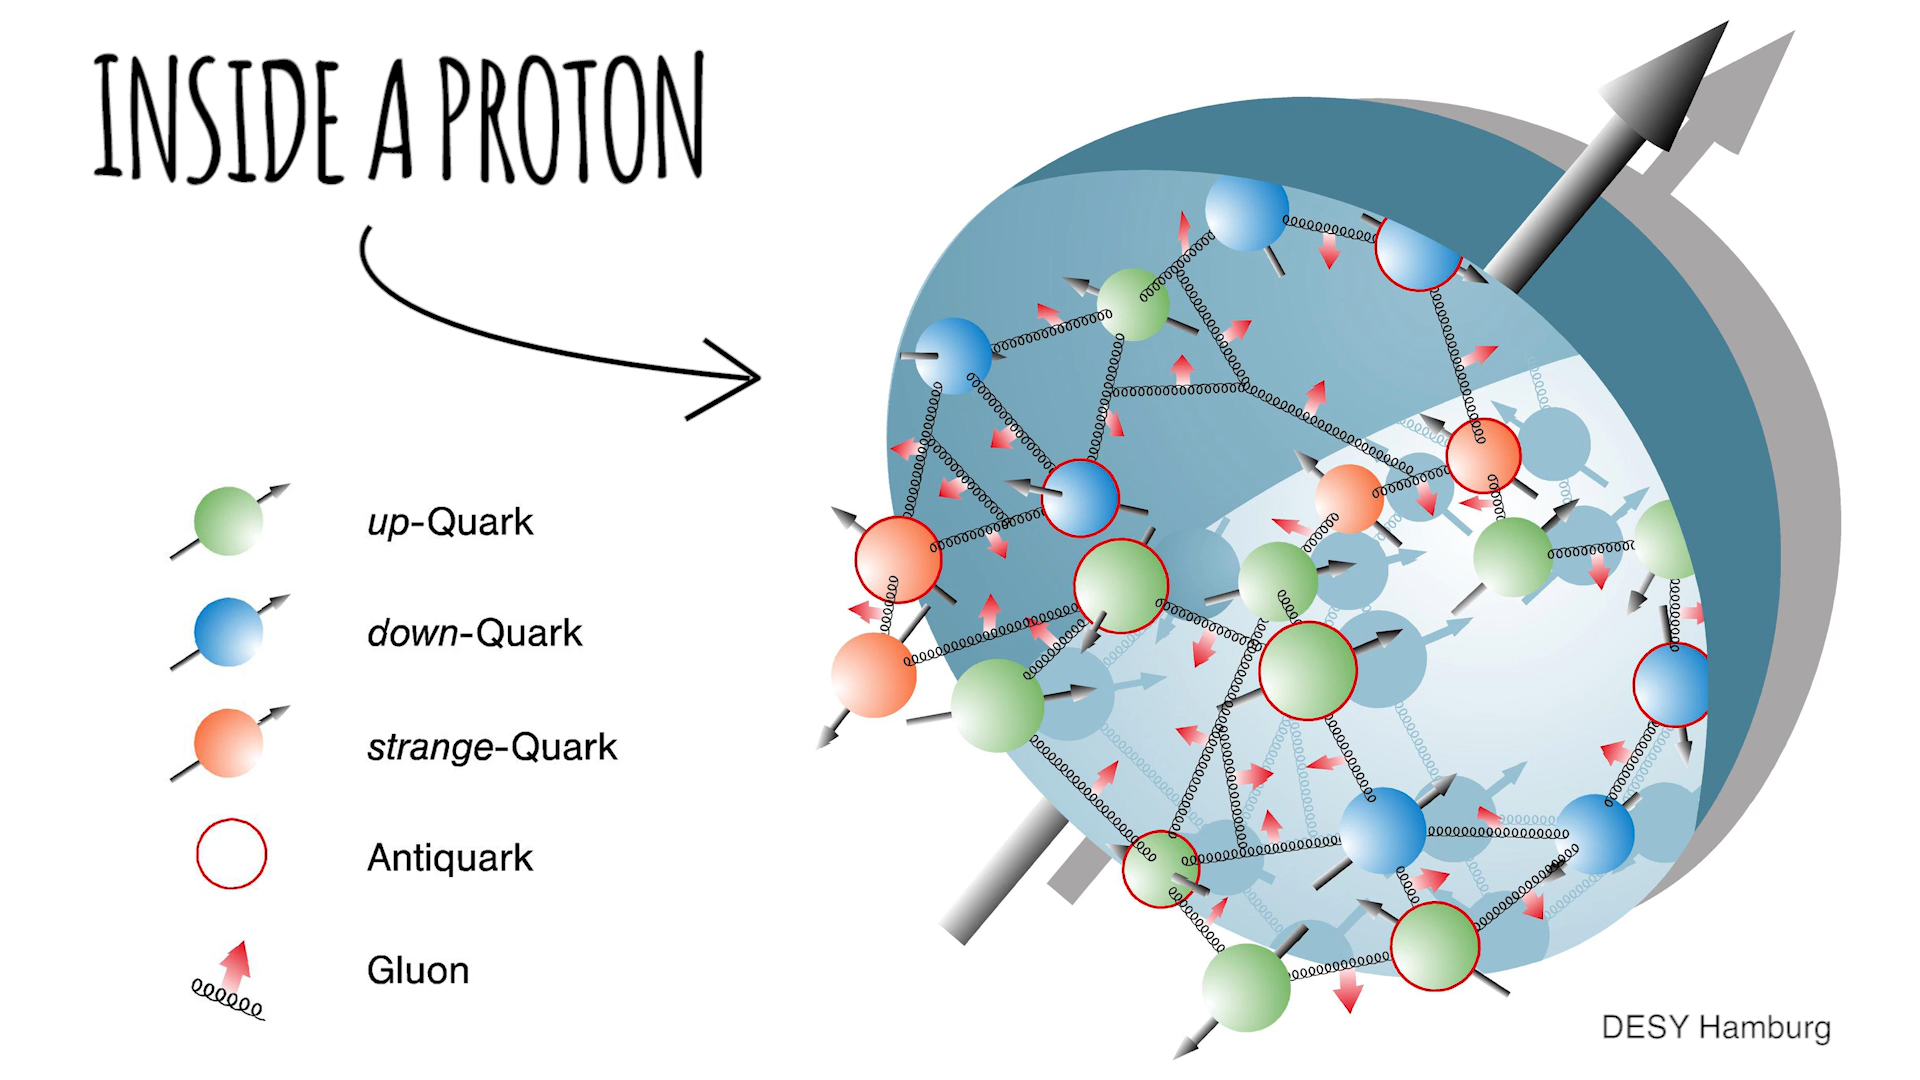 INSIDE A PROTON
up-Quark
down-Quark
strange-Quark
Antiquark
Gluon
DESY Hamburg